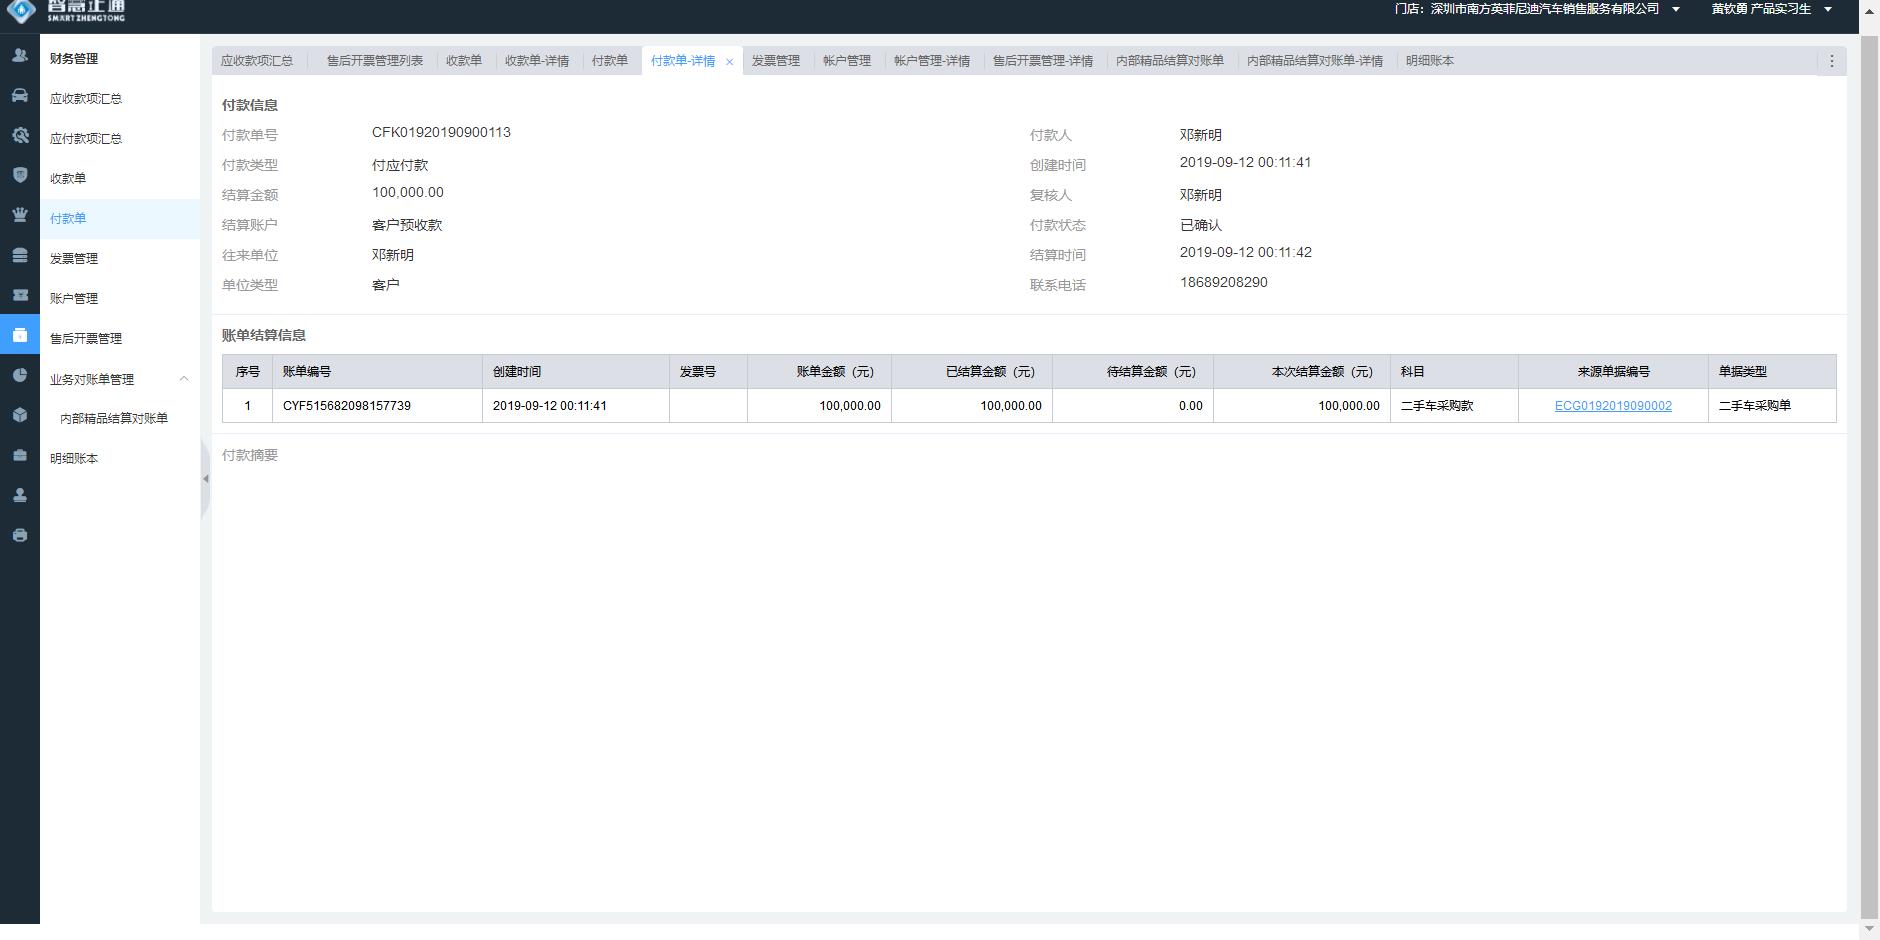 智慧正通
SMART ZHENGTONG
门店：深圳市南方英菲尼迪汽车销售服务有限公司 黄钦勇 产品实习生
财务管理
应收款项汇总
应付款项汇总
收款单
付款单
发票管理
账户管理
售后开票管理
业务对账单管理
内部精品结算对账单
明细账本
应收款项汇总 售后开票管理列表 收款单 收款单-详情 付款单 付款单-详情 × 发票管理 帐户管理 帐户管理-详情 售后开票管理-详情 内部精品结算对账单 内部精品结算对账单-详情 明细账本
付款信息
付款单号 CFK01920190900113 付款人 邓新明
付款类型 付应付款 创建时间 2019-09-12 00:11:41
结算金额 100,000.00 复核人 邓新明
结算账户 客户预收款 付款状态 已确认
往来单位 邓新明 结算时间 2019-09-12 00:11:42
单位类型 客户 联系电话 18689208290
账单结算信息
序号 账单编号 创建时间 发票号 账单金额（元） 已结算金额（元） 待结算金额（元） 本次结算金额（元） 科目 来源单据编号 单据类型
1 CYF515682098157739 2019-09-12 00:11:41 100,000.00 100,000.00 0.00 100,000.00 二手车采购款 ECG0192019090002 二手车采购单
付款摘要